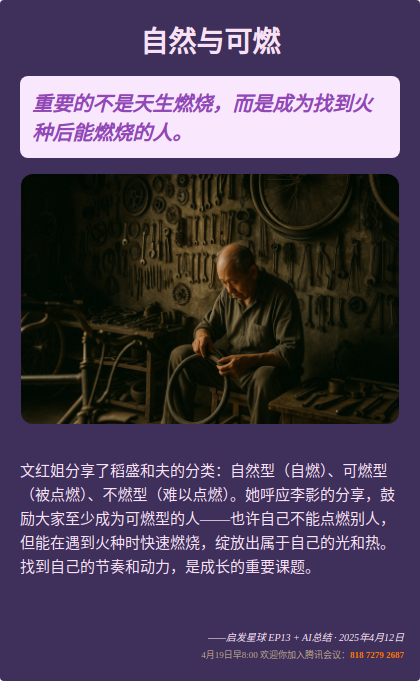 自然与可燃
重要的不是天生燃烧，而是成为找到火
种后能燃烧的人。
文红姐分享了稻盛和夫的分类：自然型（自燃）、可燃型
（被点燃）、不燃型（难以点燃）。她呼应李影的分享，鼓
励大家至少成为可燃型的人——也许自己不能点燃别人，
但能在遇到火种时快速燃烧，绽放出属于自己的光和热。
找到自己的节奏和动力，是成长的重要课题。
——启发星球 EP13 + AI总结 · 2025年4月12日
4月19日早8:00 欢迎你加入腾讯会议：818 7279 2687